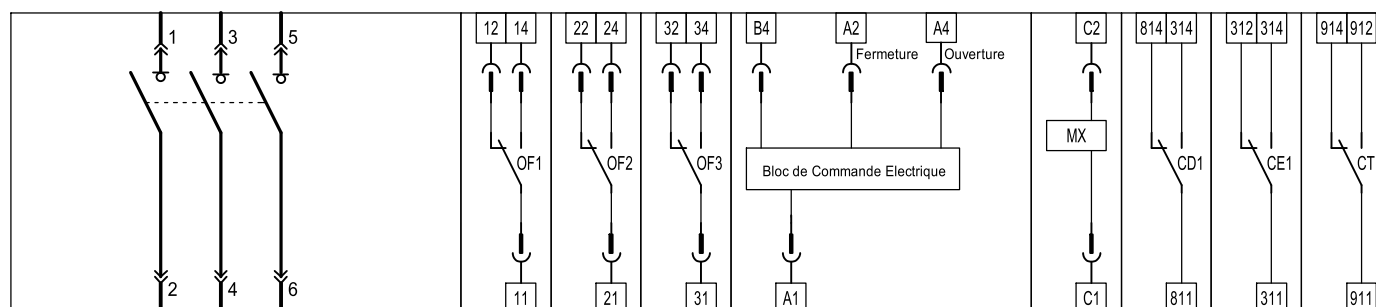 1 3 5 12 14 22 24 32 34 B4 A2 A4 C2 814 314 312 314 914 912
Fermeture Ouverture
MX
OF1 OF2 OF3 Bloc de Commande Electrique CD1 CE1 CT
2 4 6 11 21 31 A1 C1 811 311 911